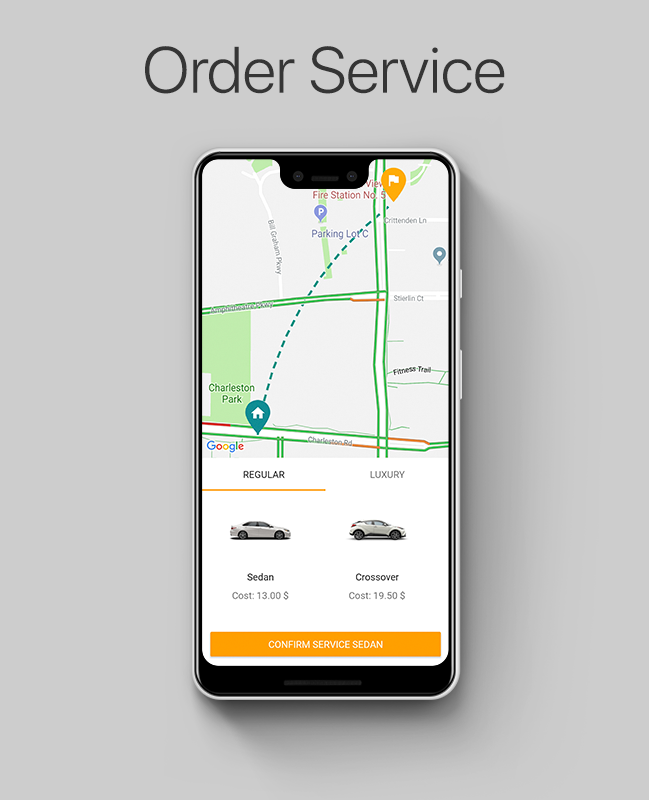 Order Service
View
Fire Station No. 5
Crittenden Ln
Parking Lot C
P
Bill Graham Pkwy
Stierlin Ct
Amphitheatre Pkwy
Fitness Trail
Charleston
Park
Charleston Rd
Google
REGULAR
LUXURY
Sedan
Crossover
Cost: 13.00 $
Cost: 19.50 $
CONFIRM SERVICE SEDAN